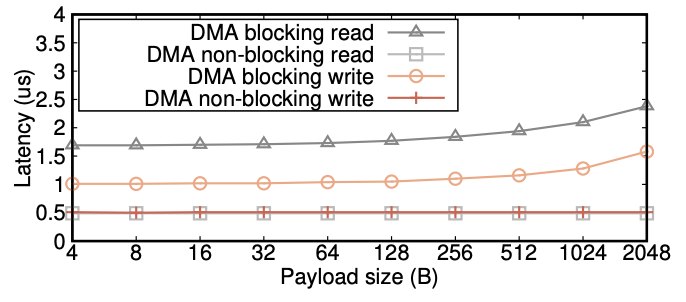 4
3.5
3
2.5
2
1.5
1
0.5
0
Latency (us)
DMA blocking read
DMA non-blocking read
DMA blocking write
DMA non-blocking write
4 8 16 32 64 128 256 512 1024 2048
Payload size (B)